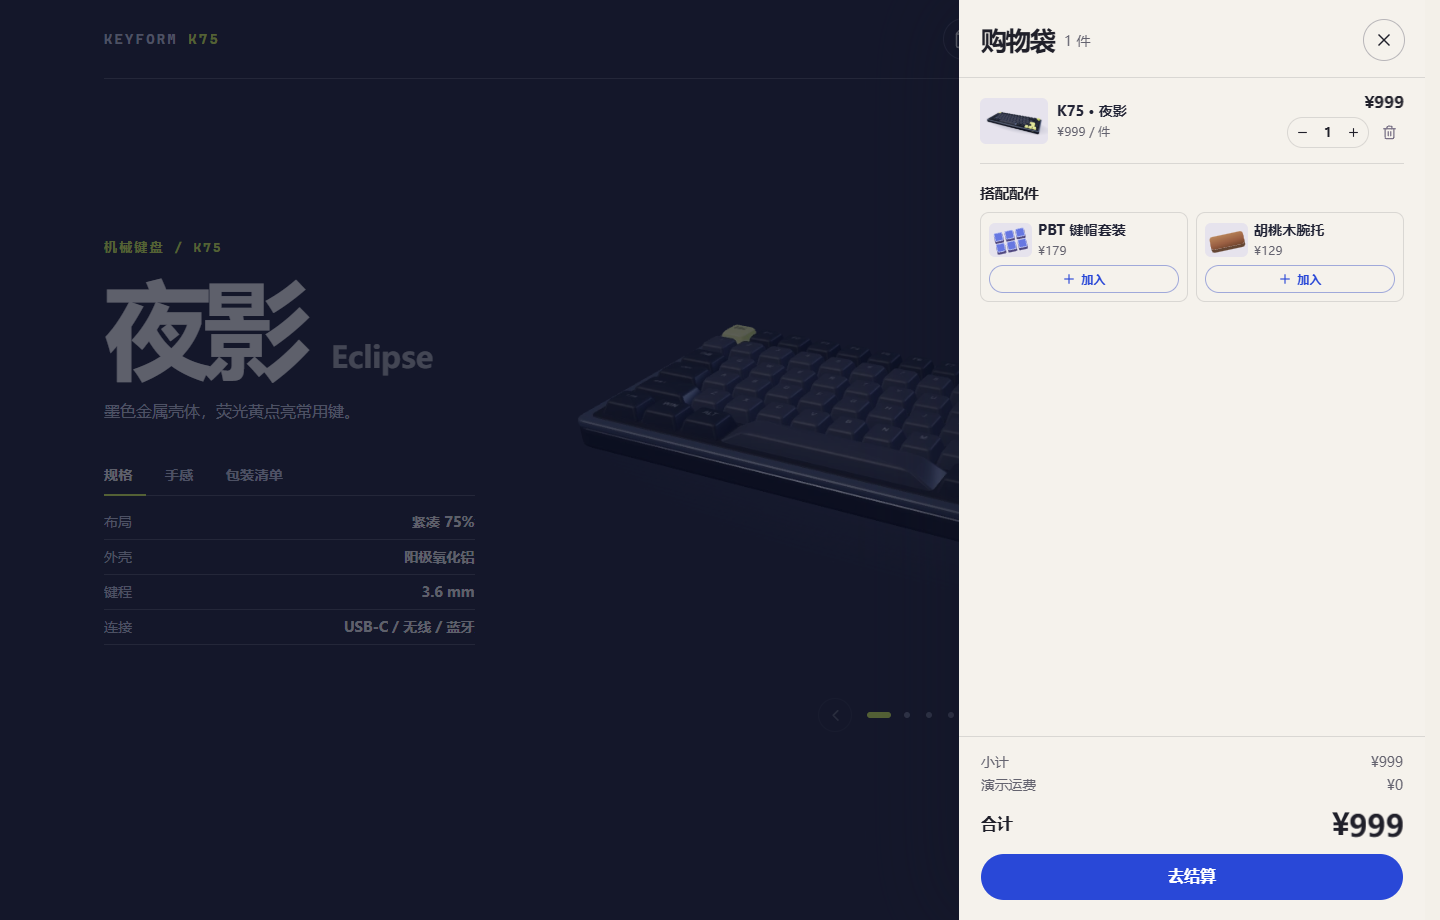 KEYFORM K75
机械键盘 / K75
夜影 Eclipse
黑色金属壳体，荧光黄点亮常用键。
规格 手感 包装清单
布局 紧凑 75%
外壳 阳极氧化铝
键程 3.6 mm
连接 USB-C / 无线 / 蓝牙
购物袋 1 件
K75 • 夜影
¥999 / 件
¥999
− 1 +
搭配配件
PBT 键帽套装
¥179
+ 加入
胡桃木腕托
¥129
+ 加入
小计 ¥999
演示运费 ¥0
合计 ¥999
去结算